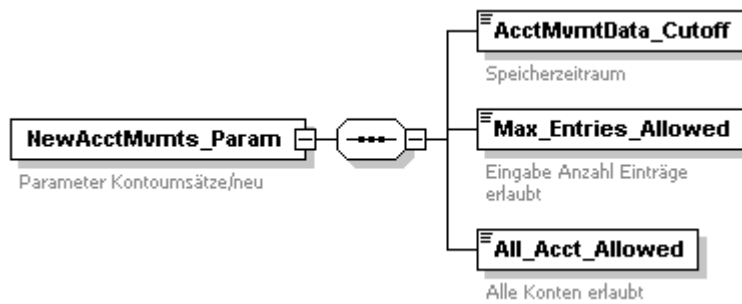 AcctMvmtData_Cutoff
Speicherzeitraum
NewAcctMvmts_Param
Parameter Kontoumsätze/neu
Max_Entries_Allowed
Eingabe Anzahl Einträge
erlaubt
All_Acct_Allowed
Alle Konten erlaubt